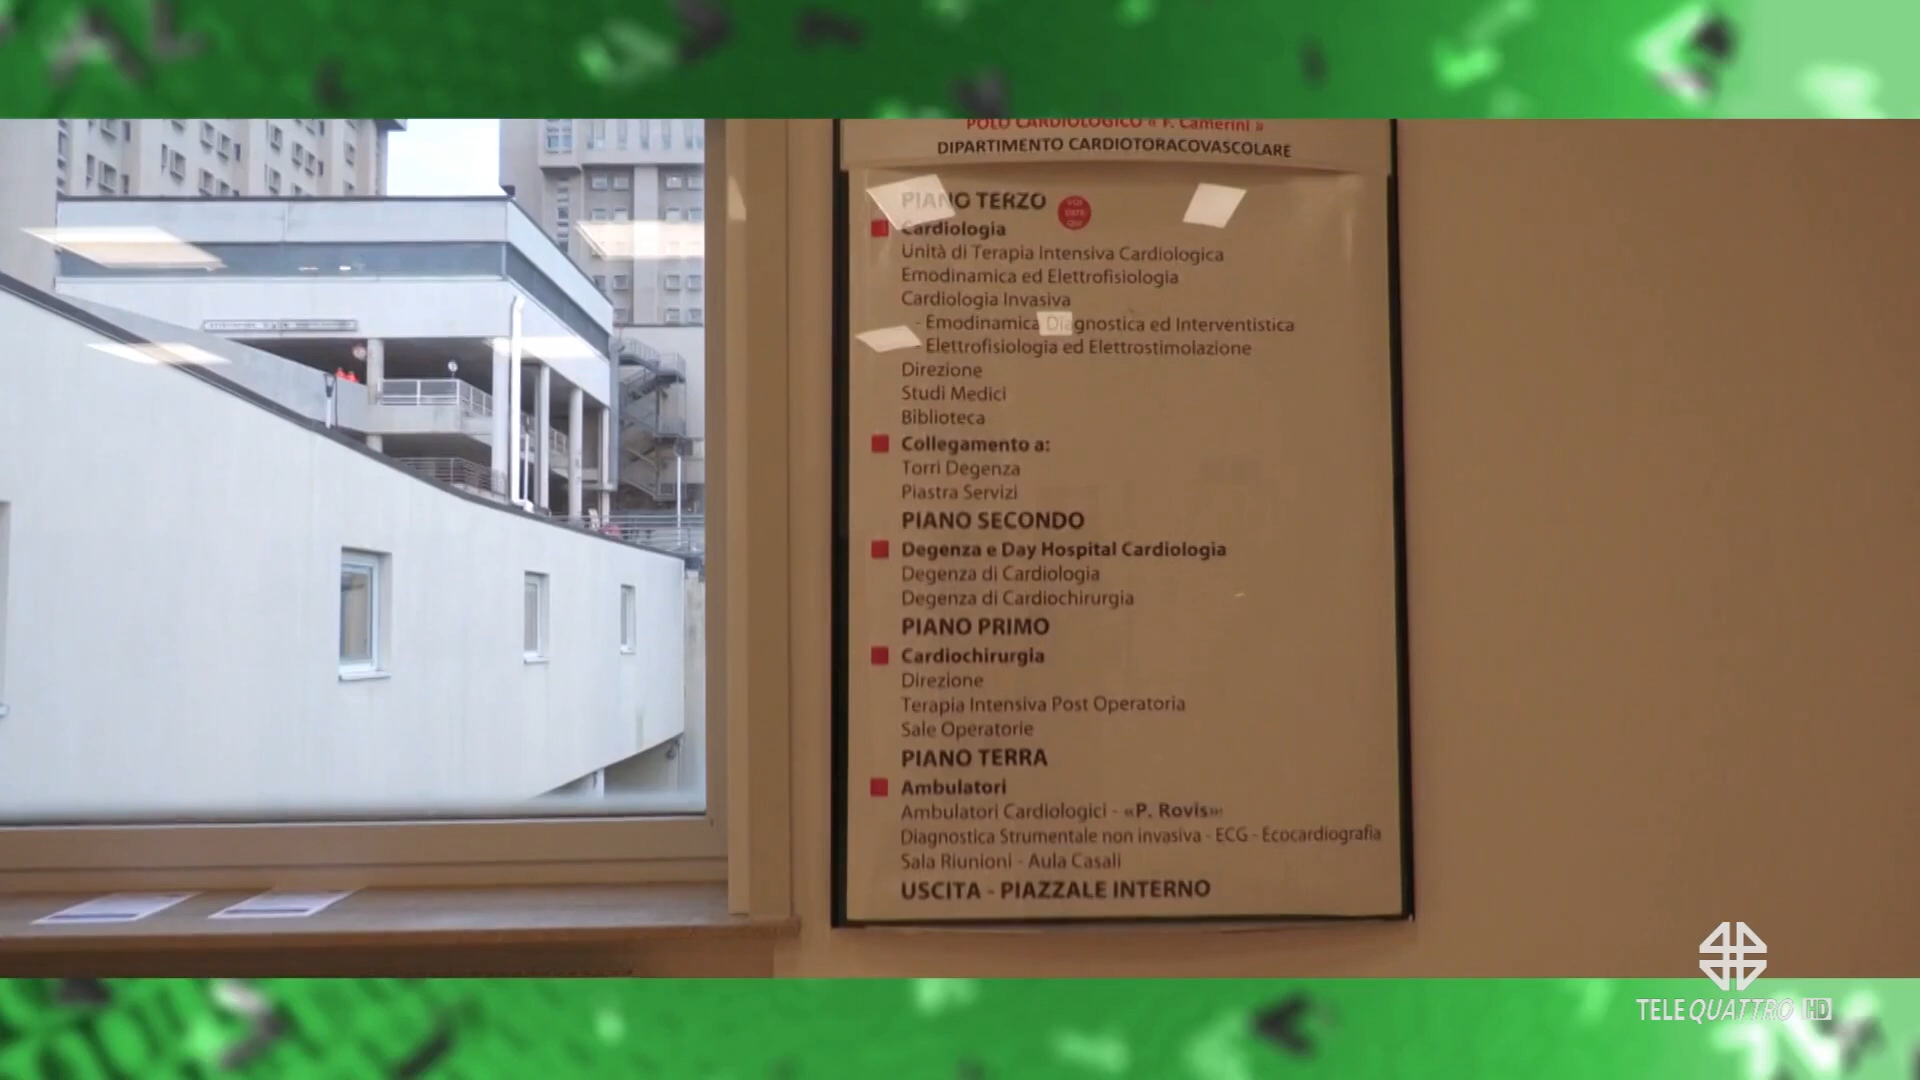 POLO CARDIOLOGICO « F. Camerini »
DIPARTIMENTO CARDIOTORACOVASCOLARE
PIANO TERZO
VOI
SIETE
QUI
Cardiologia
Unità di Terapia Intensiva Cardiologica
Emodinamica ed Elettrofisiologia
Cardiologia Invasiva
- Emodinamica Diagnostica ed Interventistica
- Elettrofisiologia ed Elettrostimolazione
Direzione
Studi Medici
Biblioteca
Collegamento a:
Torri Degenza
Piastra Servizi
PIANO SECONDO
Degenza e Day Hospital Cardiologia
Degenza di Cardiologia
Degenza di Cardiochirurgia
PIANO PRIMO
Cardiochirurgia
Direzione
Terapia Intensiva Post Operatoria
Sale Operatorie
PIANO TERRA
Ambulatori
Ambulatori Cardiologici - «P. Rovis»
Diagnostica Strumentale non invasiva - ECG - Ecocardiografia
Sala Riunioni - Aula Casali
USCITA - PIAZZALE INTERNO
TELEQUATTRO HD